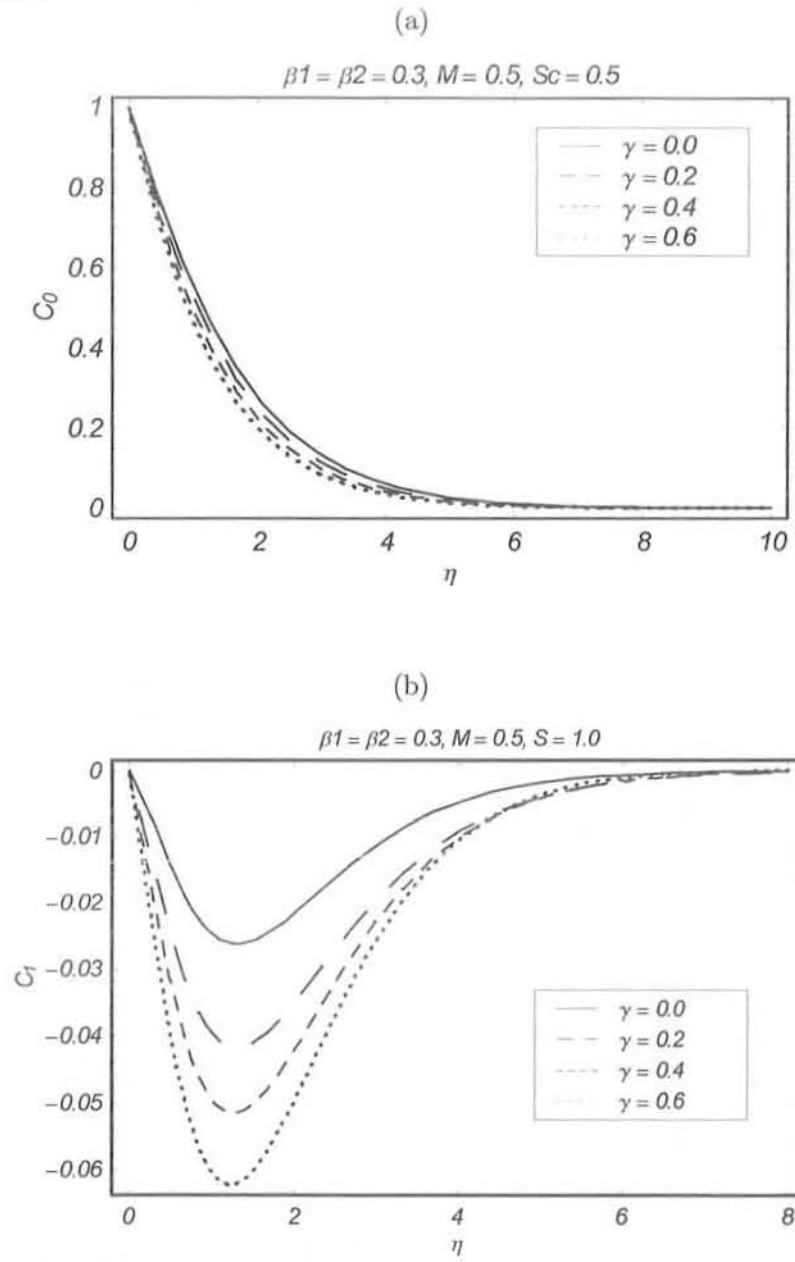 (a)
β1 = β2 = 0.3, M = 0.5, Sc = 0.5
1
0.8
0.6
0.4
0.2
0
C0
γ = 0.0
γ = 0.2
γ = 0.4
γ = 0.6
0 2 4 6 8 10
η
(b)
β1 = β2 = 0.3, M = 0.5, S = 1.0
0
−0.01
−0.02
−0.03
−0.04
−0.05
−0.06
C1
γ = 0.0
γ = 0.2
γ = 0.4
γ = 0.6
0 2 4 6 8
η